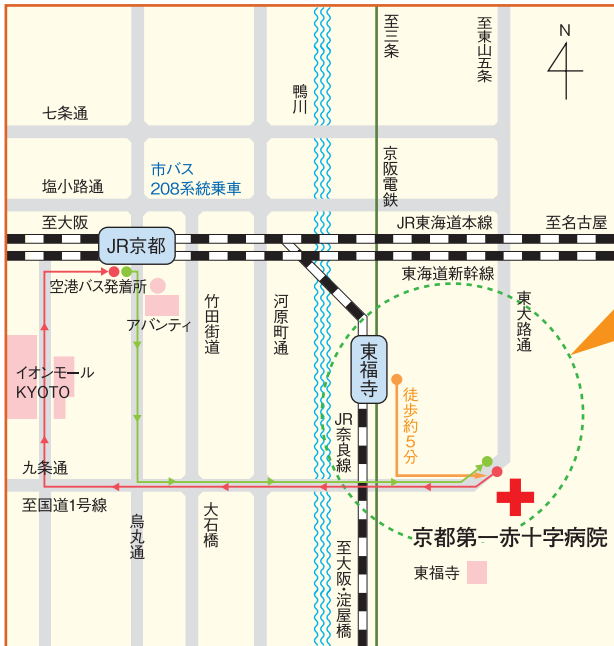 至三条
至東山五条
N
鴨川
七条通
京阪電鉄
市バス
208系統乗車
塩小路通
至大阪
JR京都
JR東海道本線
至名古屋
東海道新幹線
空港バス発着所
アバンティ
竹田街道
河原町通
東大路通
東福寺
イオンモール
KYOTO
徒歩約5分
JR奈良線
九条通
至国道1号線
烏丸通
大石橋
至大阪・淀屋橋
京都第一赤十字病院
東福寺